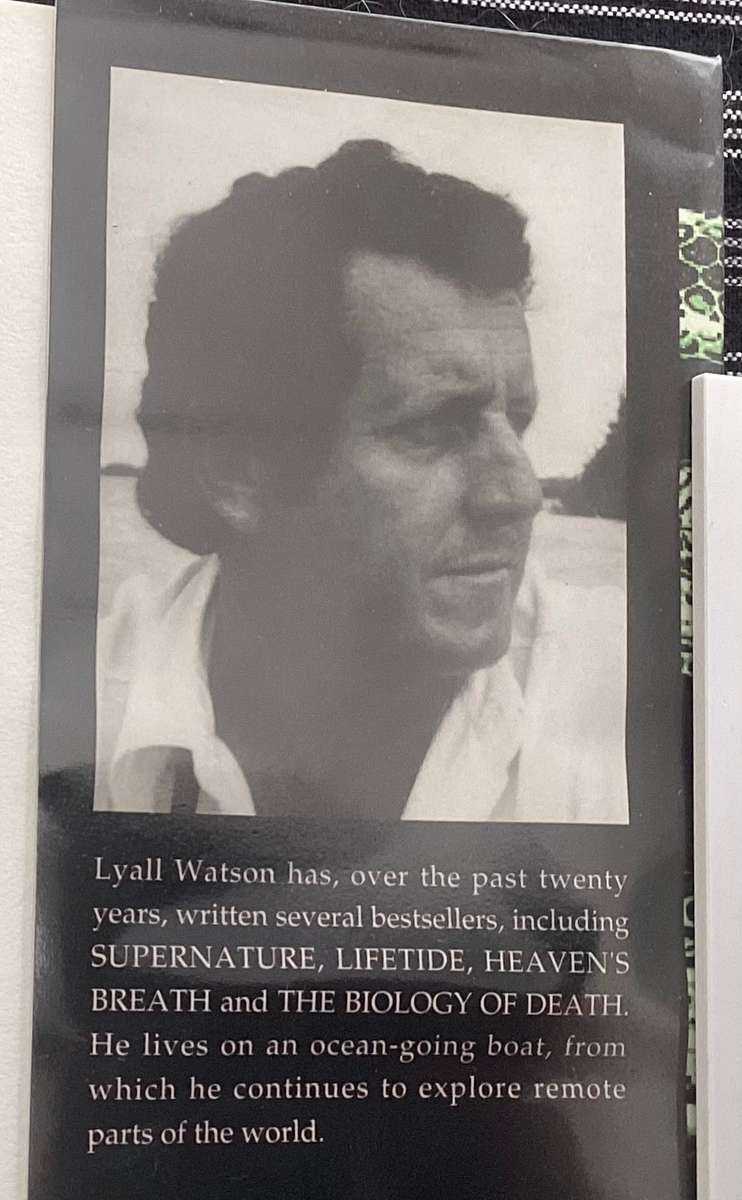 Lyall Watson has, over the past twenty
years, written several bestsellers, including
SUPERNATURE, LIFETIDE, HEAVEN'S
BREATH and THE BIOLOGY OF DEATH.
He lives on an ocean-going boat, from
which he continues to explore remote
parts of the world.